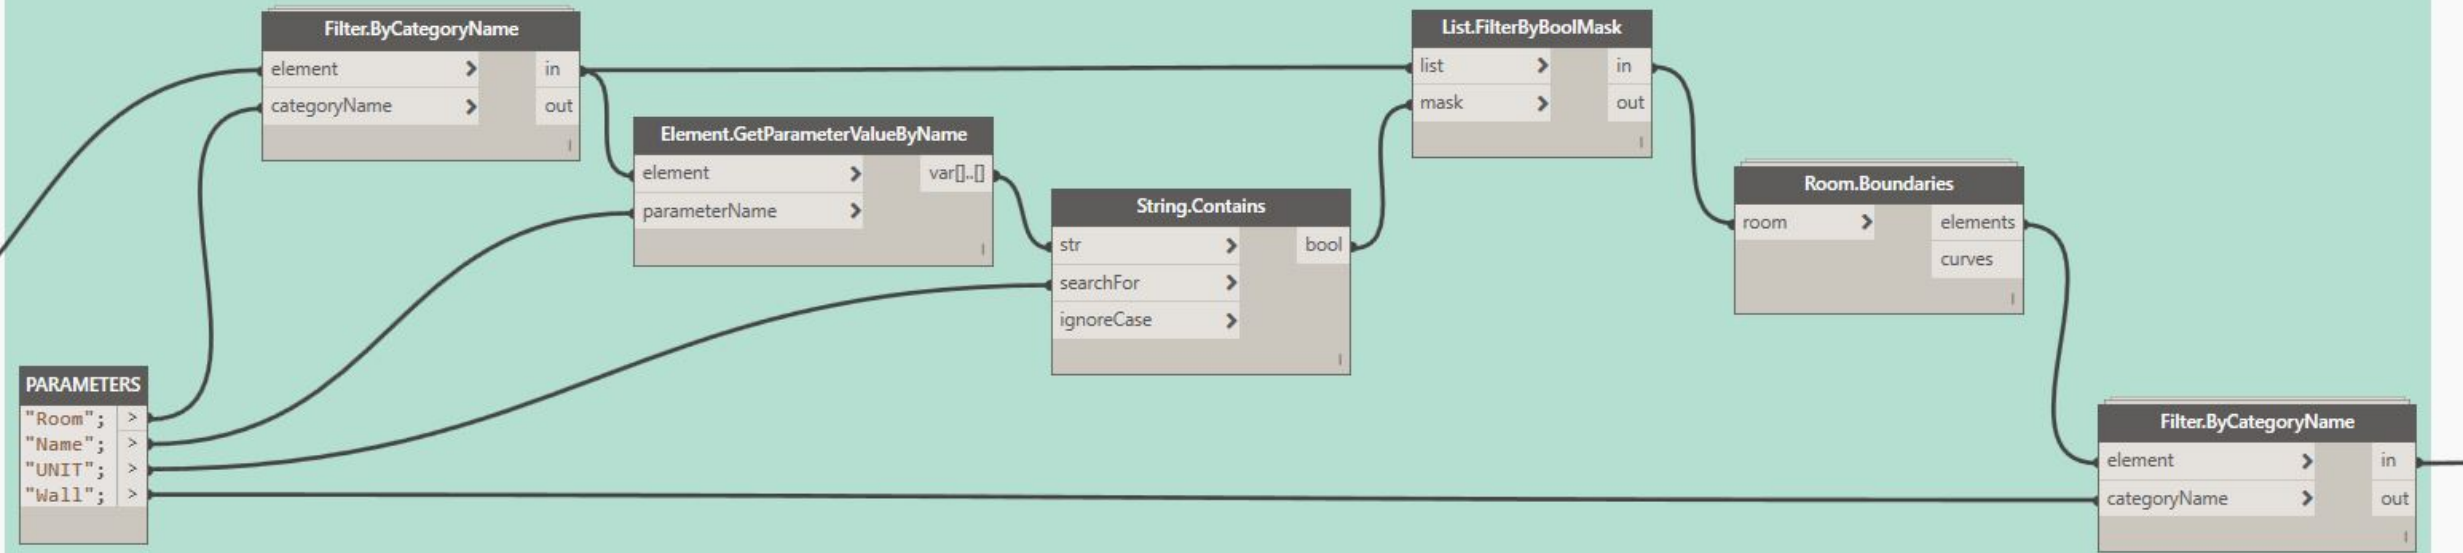 Filter.ByCategoryName
element > in
categoryName > out
Element.GetParameterValueByName
element > var[]..[]
parameterName >
String.Contains
str > bool
searchFor >
ignoreCase >
List.FilterByBoolMask
list > in
mask > out
Room.Boundaries
room > elements
curves
PARAMETERS
"Room"; >
"Name"; >
"UNIT"; >
"Wall"; >
Filter.ByCategoryName
element > in
categoryName > out